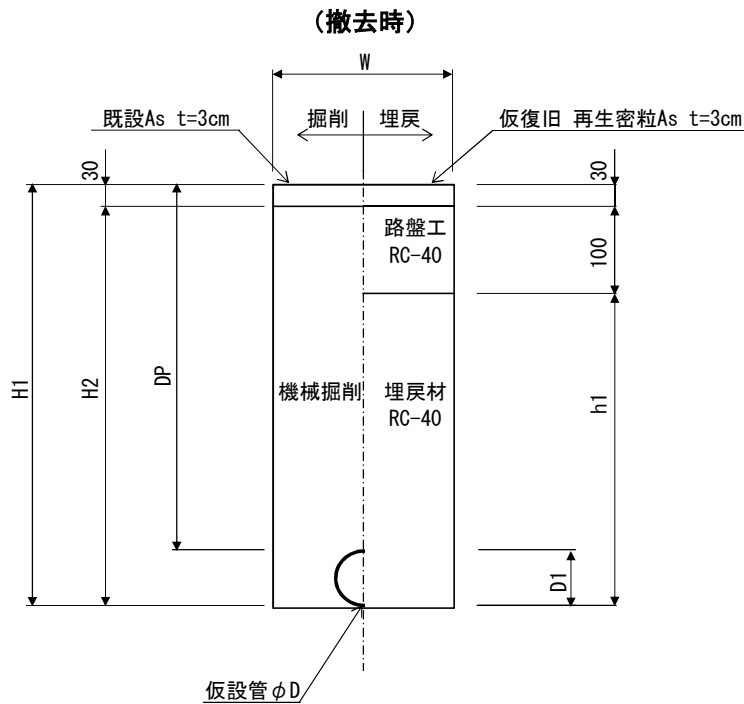 (撤去時)
W
既設As t=3cm
掘削 埋戻
仮復旧 再生密粒As t=3cm
30
30
路盤工
RC-40
100
H1
H2
DP
機械掘削
埋戻材
RC-40
h1
D1
仮設管φD